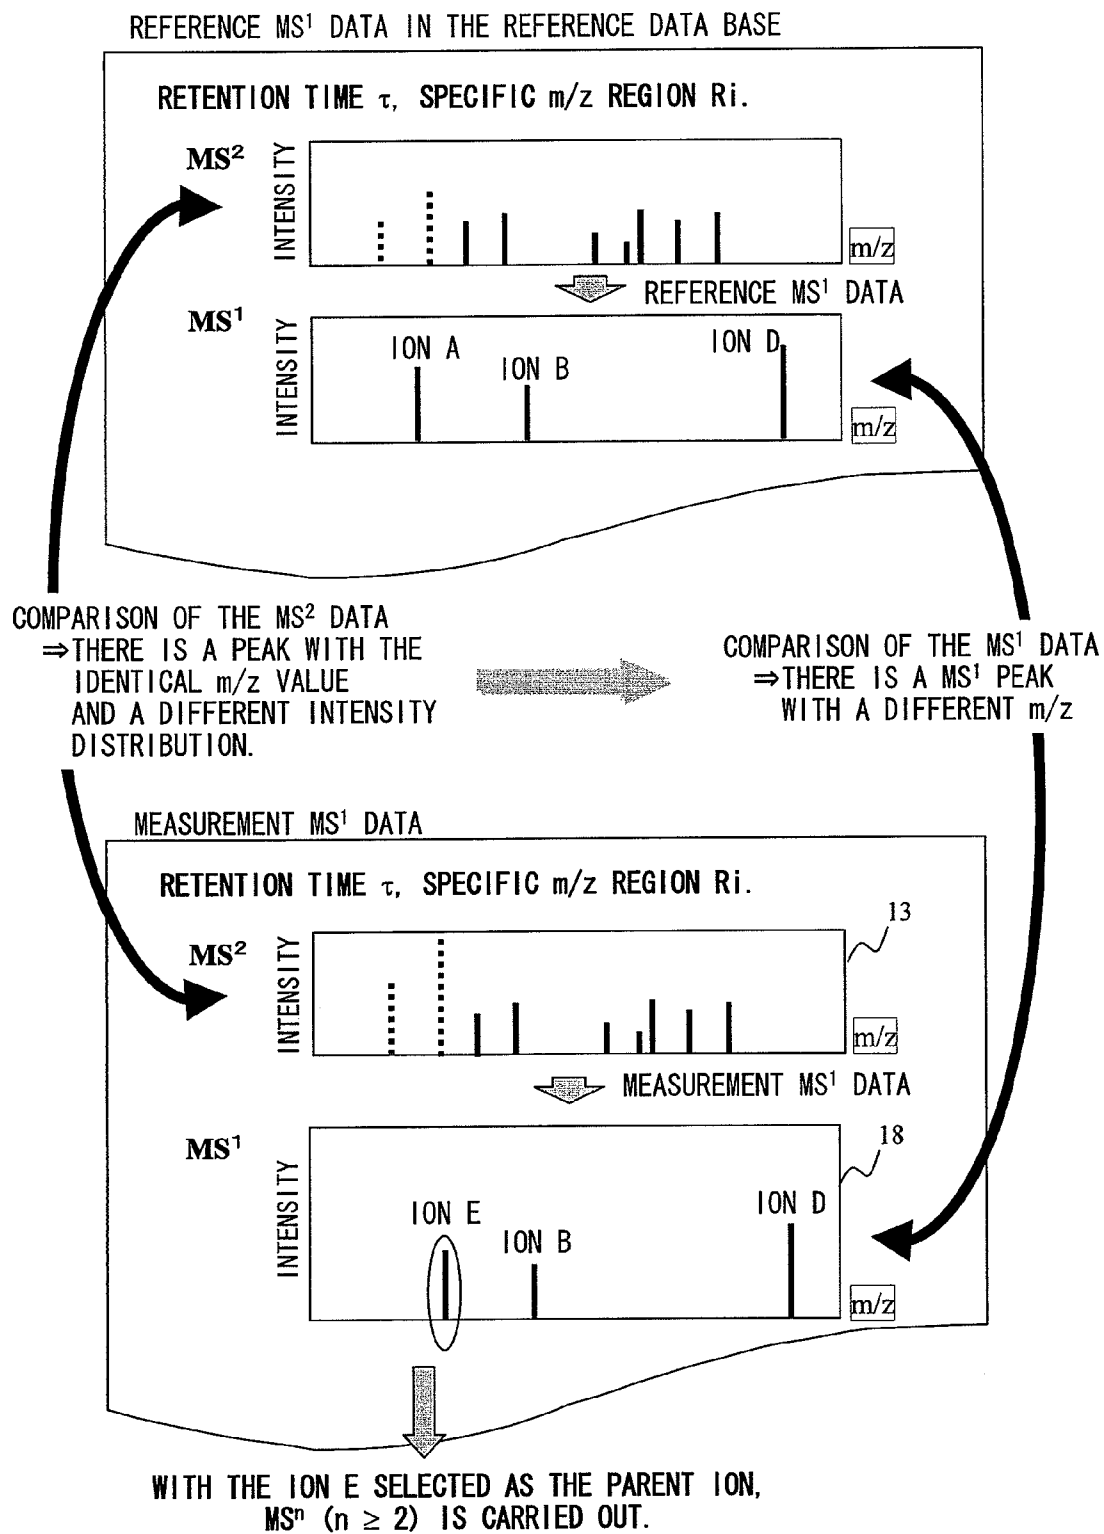 REFERENCE MS¹ DATA IN THE REFERENCE DATA BASE
RETENTION TIME τ, SPECIFIC m/z REGION Ri.
MS²
INTENSITY
m/z
REFERENCE MS¹ DATA
MS¹
INTENSITY
ION A
ION B
ION D
m/z
COMPARISON OF THE MS² DATA
⇒THERE IS A PEAK WITH THE
IDENTICAL m/z VALUE
AND A DIFFERENT INTENSITY
DISTRIBUTION.
COMPARISON OF THE MS¹ DATA
⇒THERE IS A MS¹ PEAK
WITH A DIFFERENT m/z
MEASUREMENT MS¹ DATA
RETENTION TIME τ, SPECIFIC m/z REGION Ri.
13
MS²
INTENSITY
m/z
MEASUREMENT MS¹ DATA
MS¹
18
INTENSITY
ION E
ION B
ION D
m/z
WITH THE ION E SELECTED AS THE PARENT ION,
MSⁿ (n ≥ 2) IS CARRIED OUT.